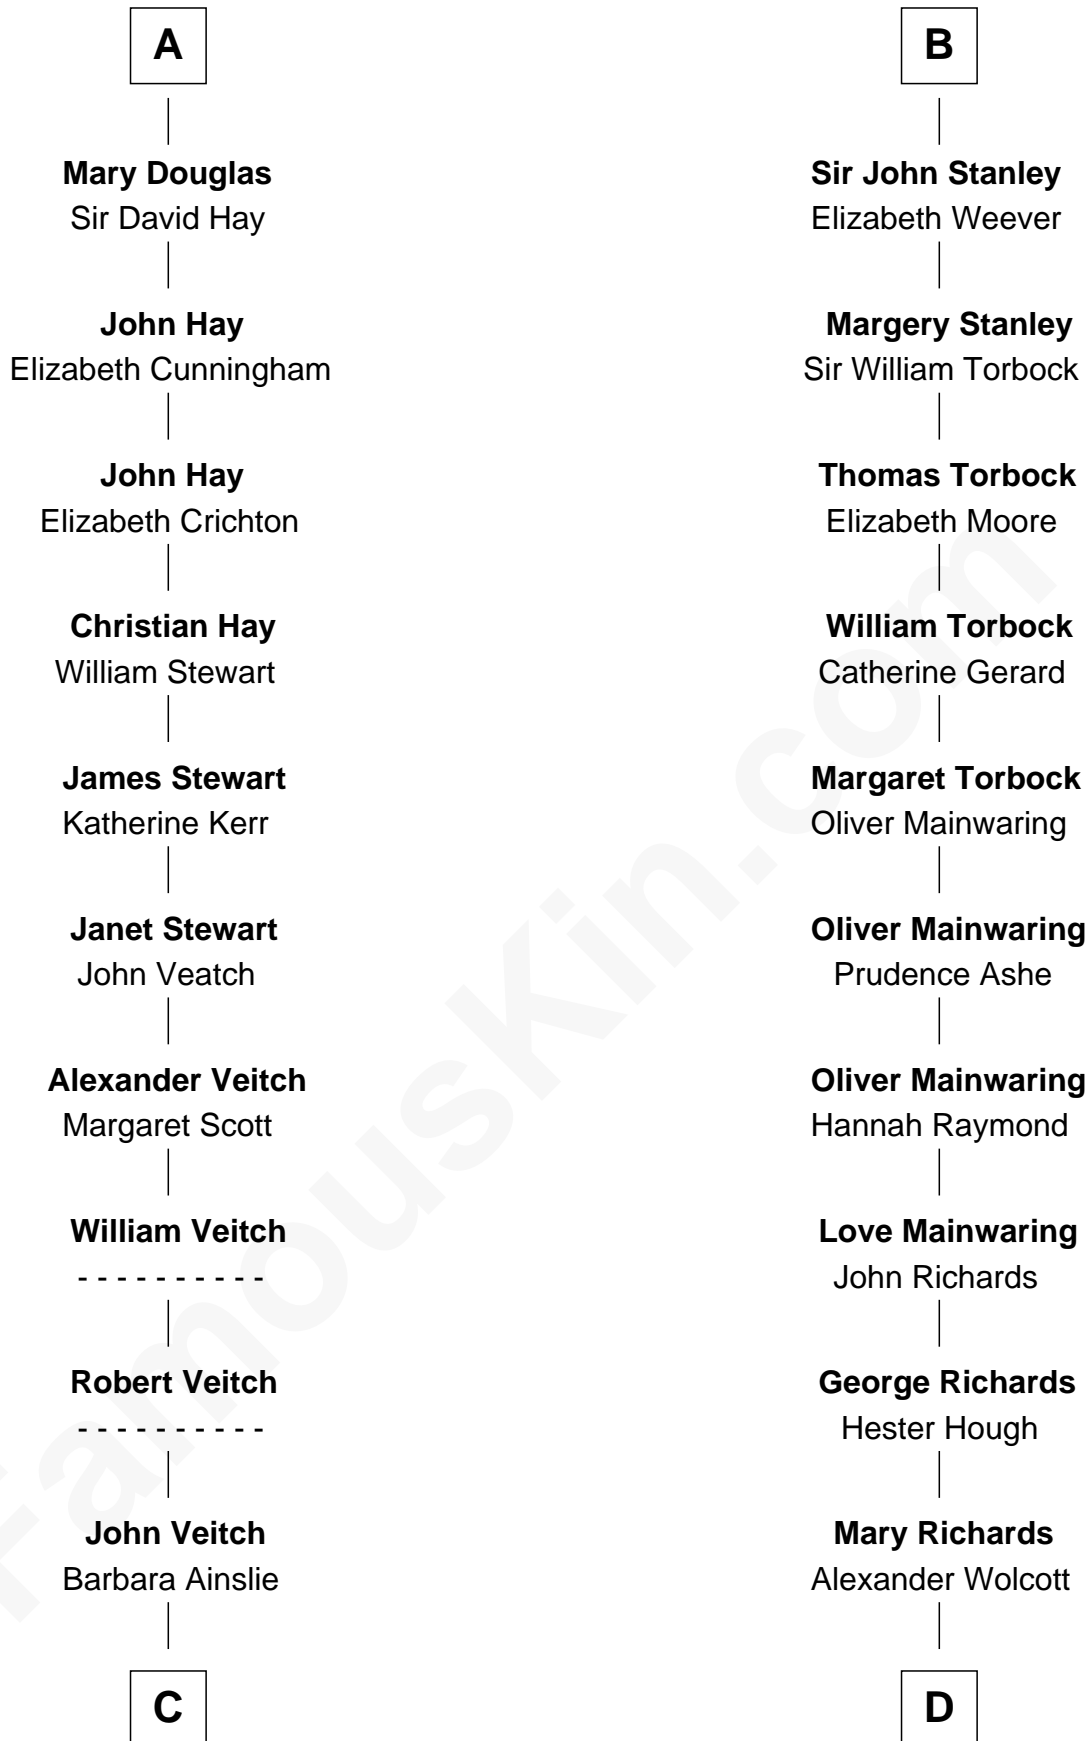 A
Mary Douglas
Sir David Hay
John Hay
Elizabeth Cunningham
John Hay
Elizabeth Crichton
Christian Hay
William Stewart
James Stewart
Katherine Kerr
Janet Stewart
John Veatch
Alexander Veitch
Margaret Scott
William Veitch
- - - - - - - - - -
Robert Veitch
- - - - - - - - - -
John Veitch
Barbara Ainslie
C
B
Sir John Stanley
Elizabeth Weever
Margery Stanley
Sir William Torbock
Thomas Torbock
Elizabeth Moore
William Torbock
Catherine Gerard
Margaret Torbock
Oliver Mainwaring
Oliver Mainwaring
Prudence Ashe
Oliver Mainwaring
Hannah Raymond
Love Mainwaring
John Richards
George Richards
Hester Hough
Mary Richards
Alexander Wolcott
D
FamousKin.com